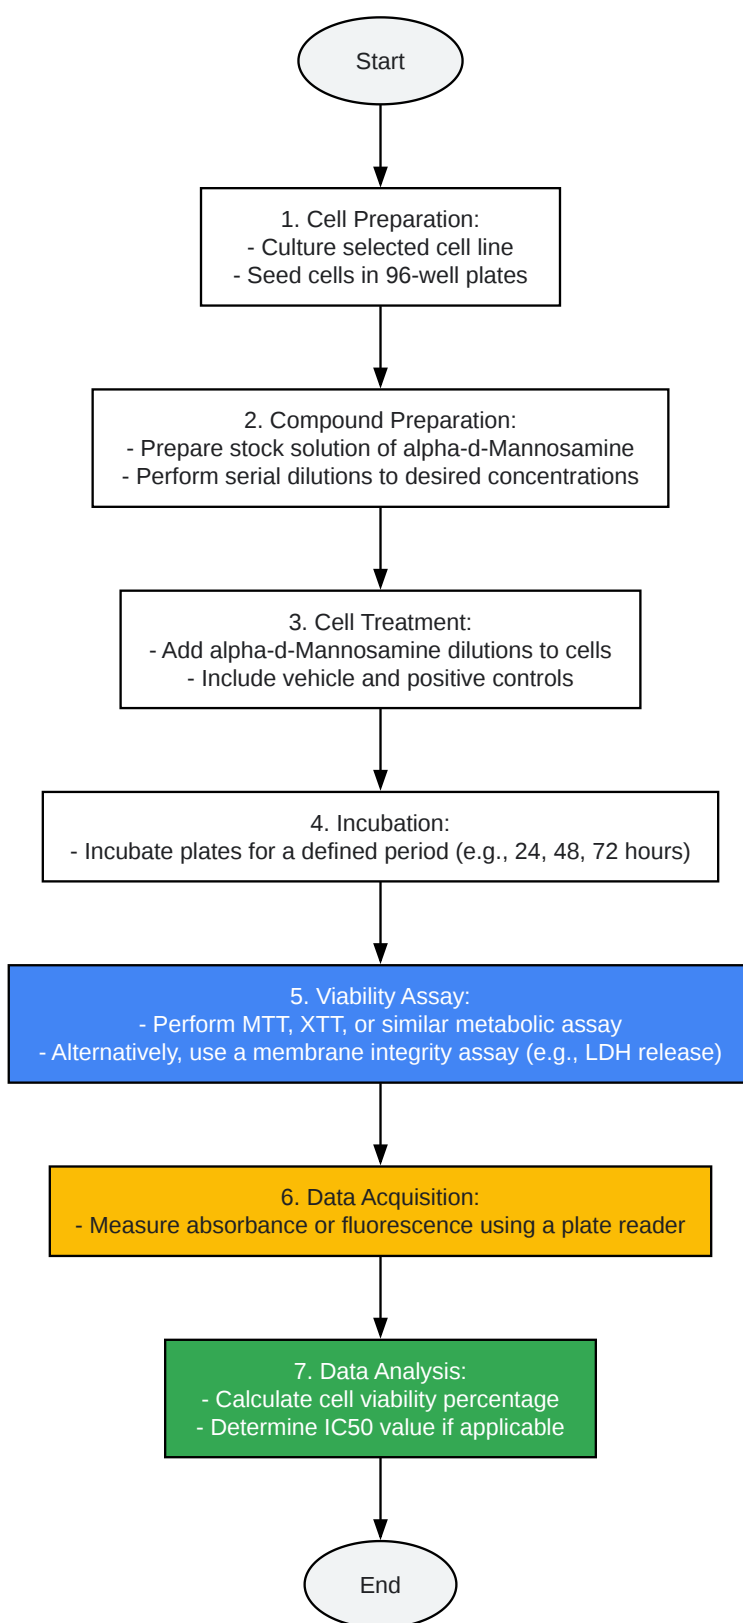 Start
1. Cell Preparation:
- Culture selected cell line
- Seed cells in 96-well plates
2. Compound Preparation:
- Prepare stock solution of alpha-d-Mannosamine
- Perform serial dilutions to desired concentrations
3. Cell Treatment:
- Add alpha-d-Mannosamine dilutions to cells
- Include vehicle and positive controls
4. Incubation:
- Incubate plates for a defined period (e.g., 24, 48, 72 hours)
5. Viability Assay:
- Perform MTT, XTT, or similar metabolic assay
- Alternatively, use a membrane integrity assay (e.g., LDH release)
6. Data Acquisition:
- Measure absorbance or fluorescence using a plate reader
7. Data Analysis:
- Calculate cell viability percentage
- Determine IC50 value if applicable
End